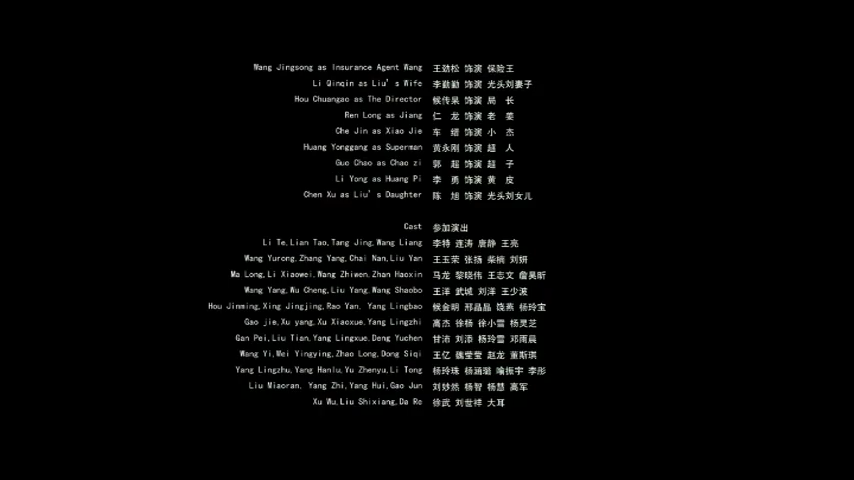 Wang Jingsong as Insurance Agent Wang 王劲松 饰演 保险王
Li Qinqin as Liu's Wife 李勤勤 饰演 光头刘妻子
Hou Chuangao as The Director 候传杲 饰演 局 长
Ren Long as Jiang 仁 龙 饰演 老 姜
Che Jin as Xiao Jie 车 缙 饰演 小 杰
Huang Yonggang as Superman 黄永刚 饰演 超 人
Guo Chao as Chao zi 郭 超 饰演 超 子
Li Yong as Huang Pi 李 勇 饰演 黄 皮
Chen Xu as Liu's Daughter 陈 旭 饰演 光头刘女儿
Cast 参加演出
Li Te,Lian Tao,Tang Jing,Wang Liang 李特 连涛 唐静 王亮
Wang Yurong,Zhang Yang,Chai Nan,Liu Yan 王玉荣 张扬 柴楠 刘妍
Ma Long,Li Xiaowei,Wang Zhiwen,Zhan Haoxin 马龙 黎晓伟 王志文 詹昊昕
Wang Yang,Wu Cheng,Liu Yang,Wang Shaobo 王洋 武城 刘洋 王少波
Hou Jinming,Xing Jingjing,Rao Yan, Yang Lingbao 候金明 邢晶晶 饶燕 杨玲宝
Gao jie,Xu yang,Xu Xiaoxue,Yang Lingzhi 高杰 徐杨 徐小雪 杨灵芝
Gan Pei,Liu Tian,Yang Lingxue,Deng Yuchen 甘沛 刘添 杨玲雪 邓雨晨
Wang Yi,Mei Yingying,Zhao Long,Dong Siqi 王亿 魏莹莹 赵龙 董斯琪
Yang Lingzhu,Yang Hanlu,Yu Zhenyu,Li Tong 杨玲珠 杨涵璐 喻振宇 李彤
Liu Miaoran, Yang Zhi,Yang Hui,Gao Jun 刘妙然 杨智 杨慧 高军
Xu Wu,Liu Shixiang,Da Re 徐武 刘世祥 大耳